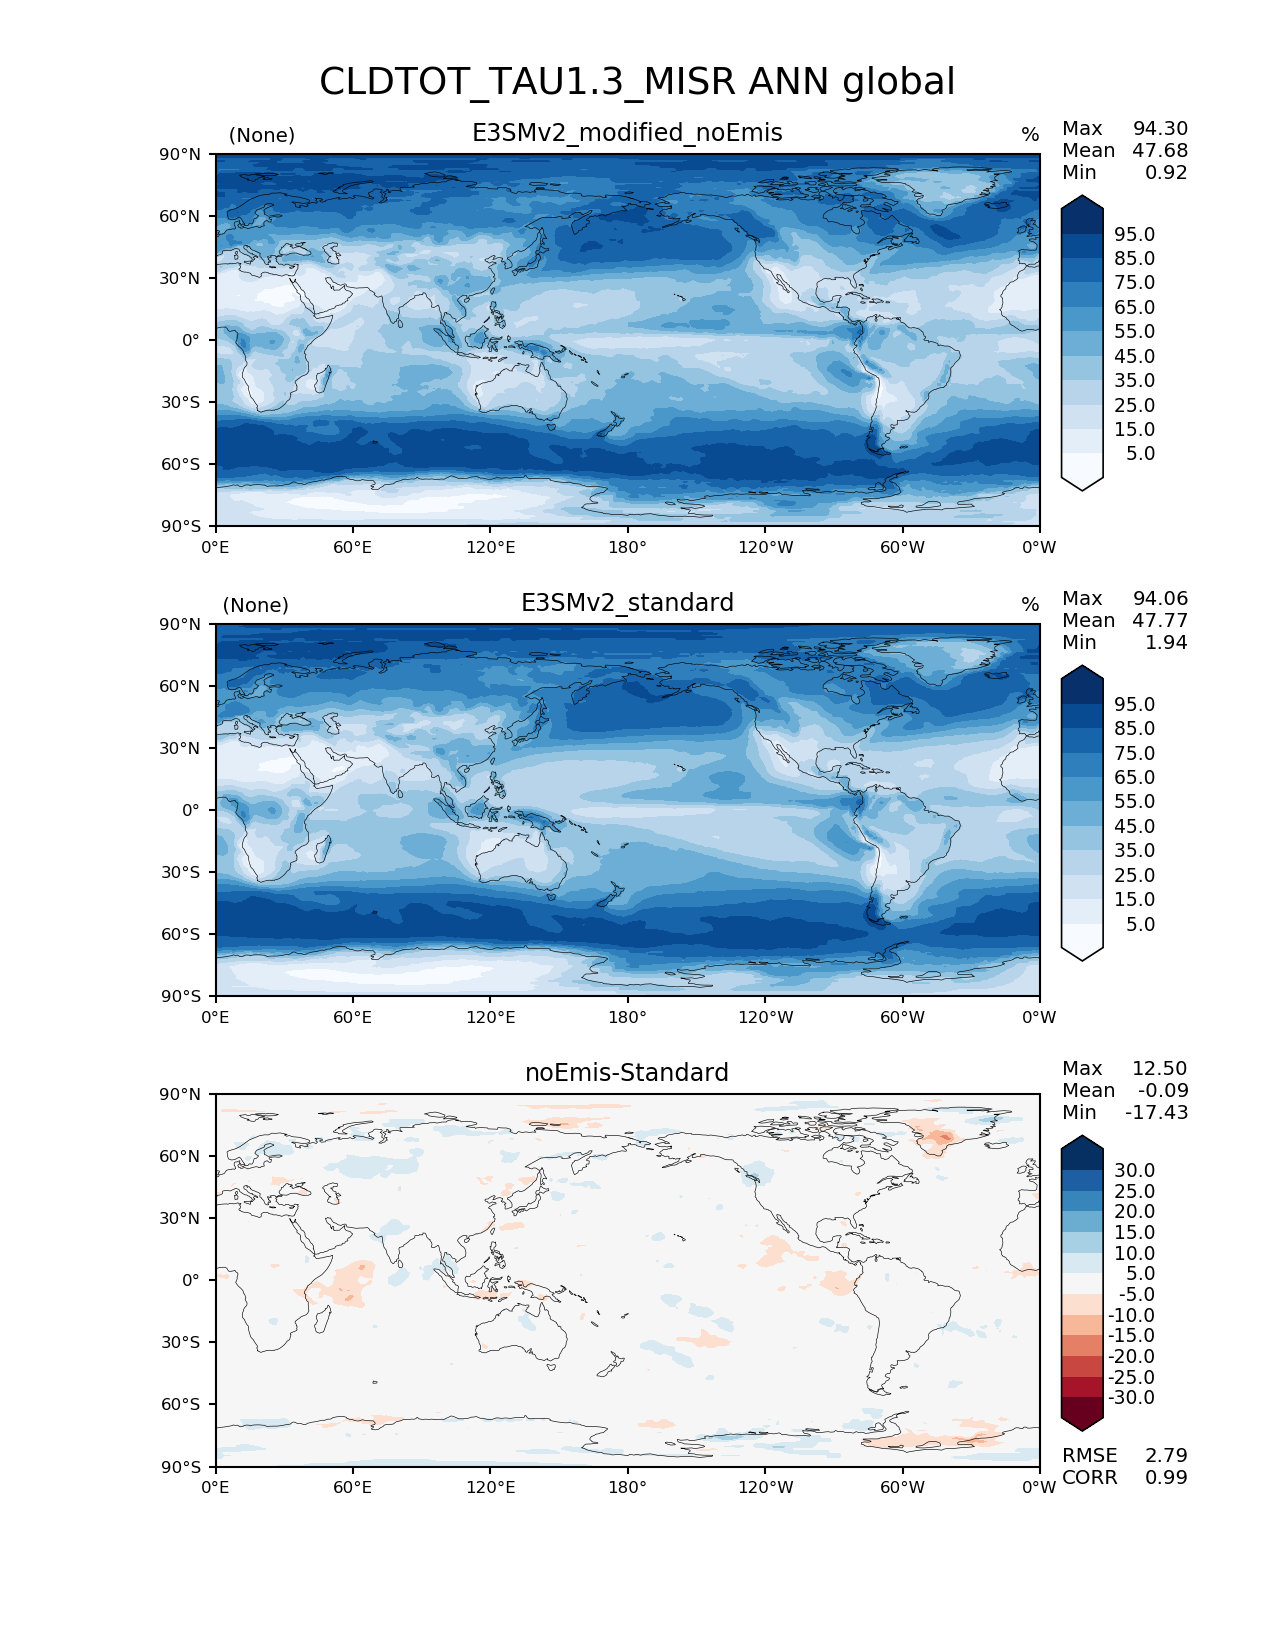 CLDTOT_TAU1.3_MISR ANN global
(None) E3SMv2_modified_noEmis %
Max 94.30
Mean 47.68
Min 0.92
90°N
60°N
30°N
0°
30°S
60°S
90°S
0°E 60°E 120°E 180° 120°W 60°W 0°W
95.0
85.0
75.0
65.0
55.0
45.0
35.0
25.0
15.0
5.0
(None) E3SMv2_standard %
Max 94.06
Mean 47.77
Min 1.94
90°N
60°N
30°N
0°
30°S
60°S
90°S
0°E 60°E 120°E 180° 120°W 60°W 0°W
95.0
85.0
75.0
65.0
55.0
45.0
35.0
25.0
15.0
5.0
noEmis-Standard
Max 12.50
Mean -0.09
Min -17.43
90°N
60°N
30°N
0°
30°S
60°S
90°S
0°E 60°E 120°E 180° 120°W 60°W 0°W
30.0
25.0
20.0
15.0
10.0
5.0
-5.0
-10.0
-15.0
-20.0
-25.0
-30.0
RMSE 2.79
CORR 0.99